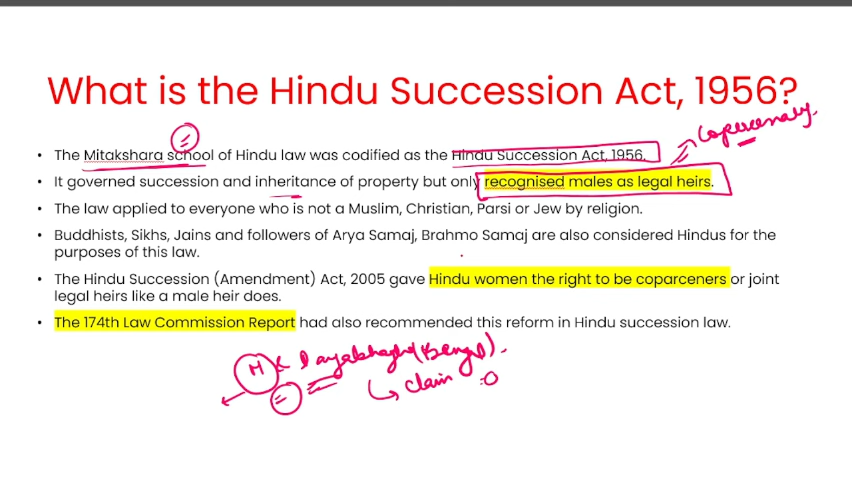 What is the Hindu Succession Act, 1956?
coparcenary.
• The Mitakshara school of Hindu law was codified as the Hindu Succession Act, 1956.
• It governed succession and inheritance of property but only recognised males as legal heirs.
• The law applied to everyone who is not a Muslim, Christian, Parsi or Jew by religion.
• Buddhists, Sikhs, Jains and followers of Arya Samaj, Brahmo Samaj are also considered Hindus for the
purposes of this law.
• The Hindu Succession (Amendment) Act, 2005 gave Hindu women the right to be coparceners or joint
legal heirs like a male heir does.
• The 174th Law Commission Report had also recommended this reform in Hindu succession law.
H
claim